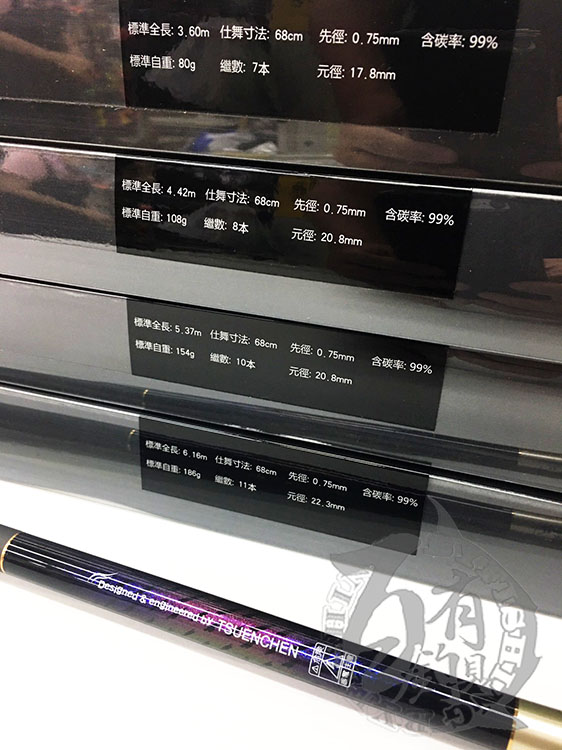 標準全長: 3.60m 仕舞寸法: 68cm 先徑: 0.75mm 含碳率: 99%
標準自重: 80g 繼數: 7本 元徑: 17.8mm
標準全長: 4.42m 仕舞寸法: 68cm 先徑: 0.75mm 含碳率: 99%
標準自重: 108g 繼數: 8本 元徑: 20.8mm
標準全長: 5.37m 仕舞寸法: 68cm 先徑: 0.75mm 含碳率: 99%
標準自重: 154g 繼數: 10本 元徑: 20.8mm
標準全長: 6.16m 仕舞寸法: 68cm 先徑: 0.75mm 含碳率: 99%
標準自重: 186g 繼數: 11本 元徑: 22.3mm
Designed & engineered by TSUENCHEN